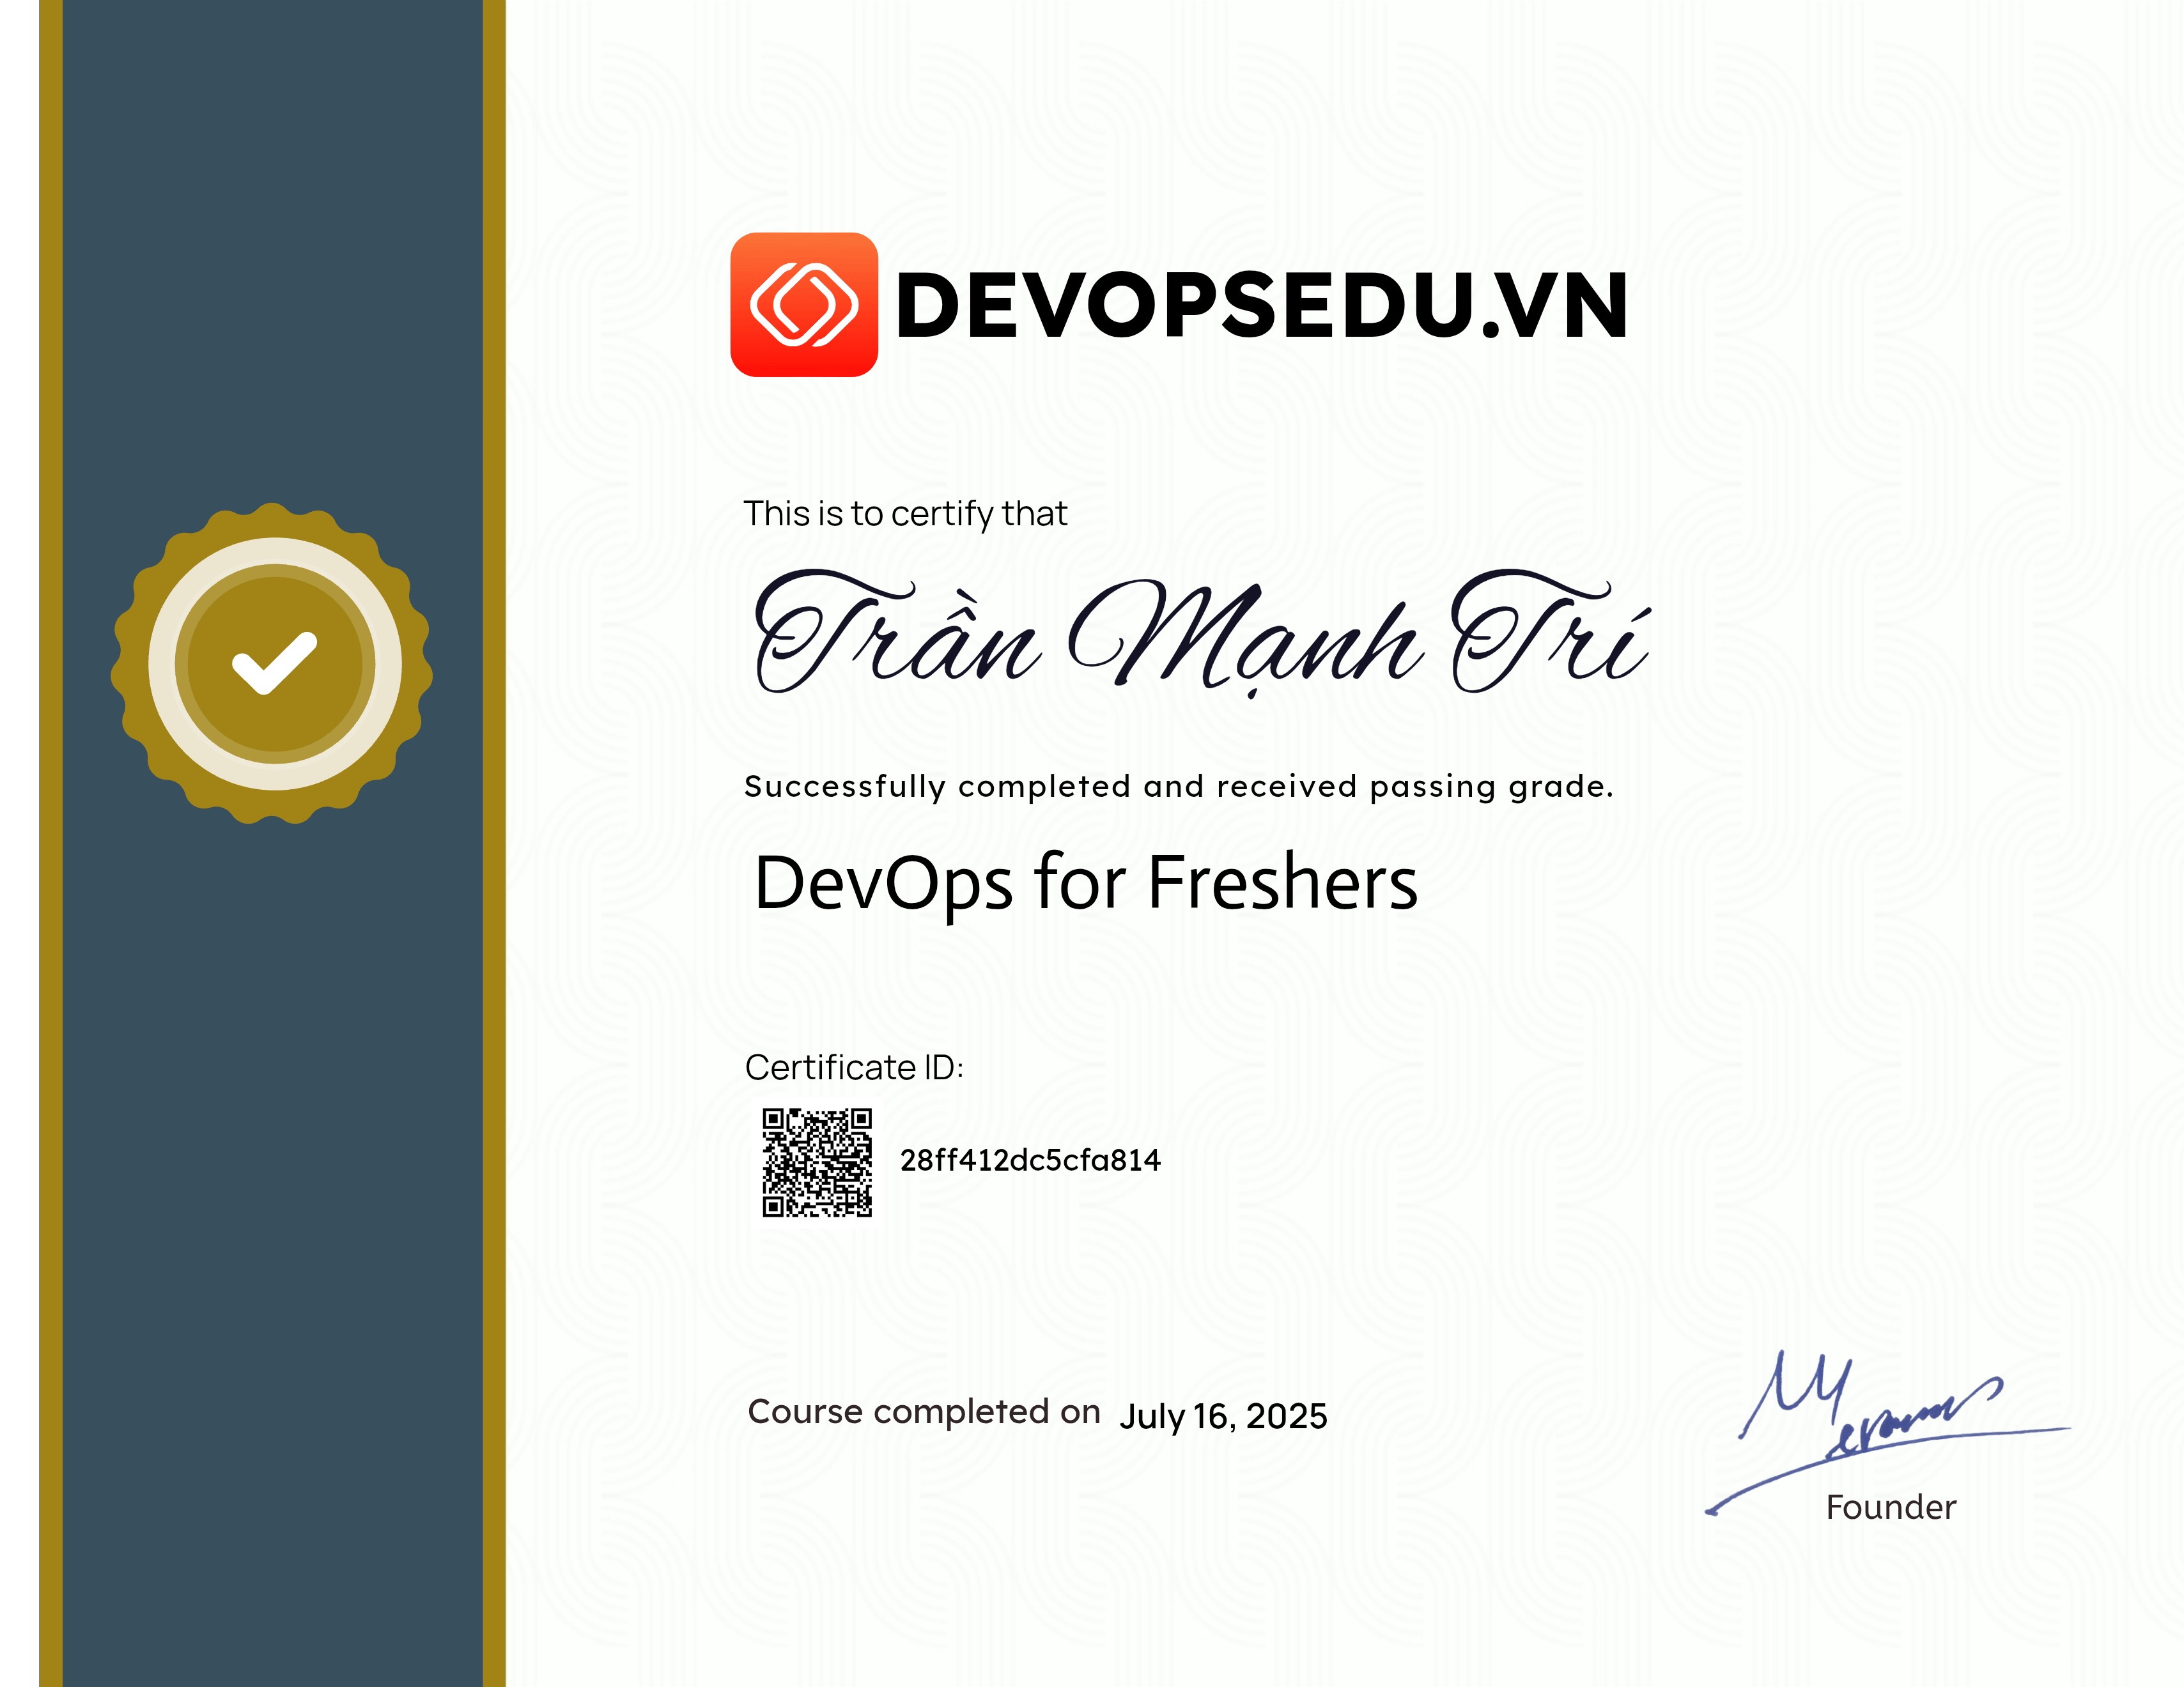 DEVOPSEDU.VN
This is to certify that
Trần Mạnh Trí
Successfully completed and received passing grade.
DevOps for Freshers
Certificate ID:
28ff412dc5cfa814
Course completed on July 16, 2025
Founder